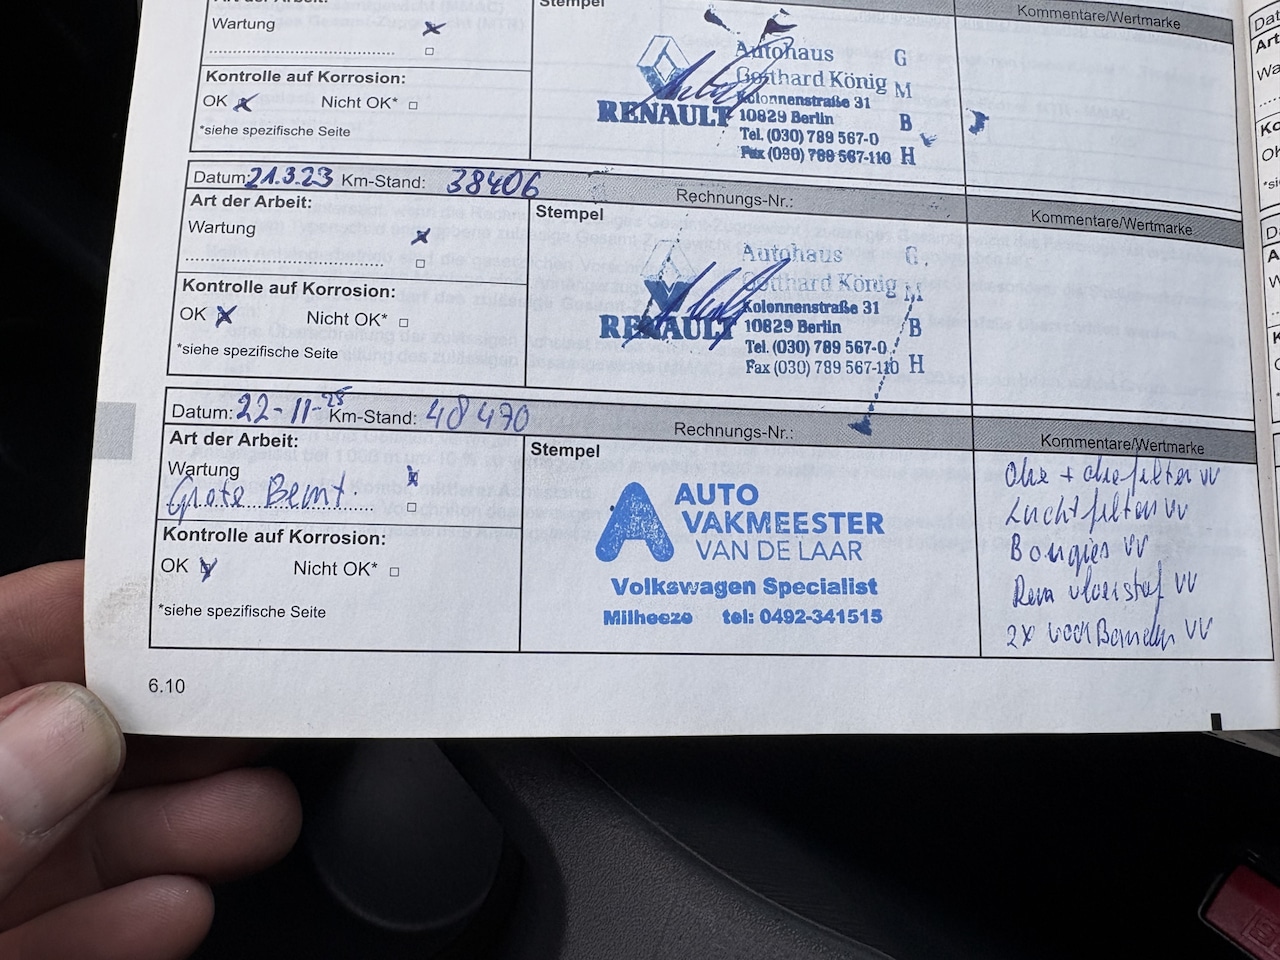 Art der Arbeit:
Wartung
Kontrolle auf Korrosion:
OK Nicht OK*
*siehe spezifische Seite
Stempel
Kommentare/Wertmarke
RENAULT
Autohaus G
Gotthard König M
Kolonnenstraße 31
10829 Berlin B
Tel. (030) 789 567-0
Fax (030) 789 567-110 H
Datum: 21.3.23 Km-Stand: 38406
Rechnungs-Nr.:
Art der Arbeit:
Wartung
Kontrolle auf Korrosion:
OK Nicht OK*
*siehe spezifische Seite
Stempel
Kommentare/Wertmarke
RENAULT
Autohaus G
Gotthard König M
Kolonnenstraße 31
10829 Berlin B
Tel. (030) 789 567-0
Fax (030) 789 567-110 H
Datum: 22-11-25 Km-Stand: 48470
Rechnungs-Nr.:
Art der Arbeit:
Wartung
Grote Beurt.
Kontrolle auf Korrosion:
OK Nicht OK*
*siehe spezifische Seite
Stempel
A AUTO
VAKMEESTER
VAN DE LAAR
Volkswagen Specialist
Milheeze tel: 0492-341515
Kommentare/Wertmarke
Olie + oliefilter VV
Luchtfilter VV
Bougies VV
Rem vloeistof VV
2x voorBanden VV
6.10